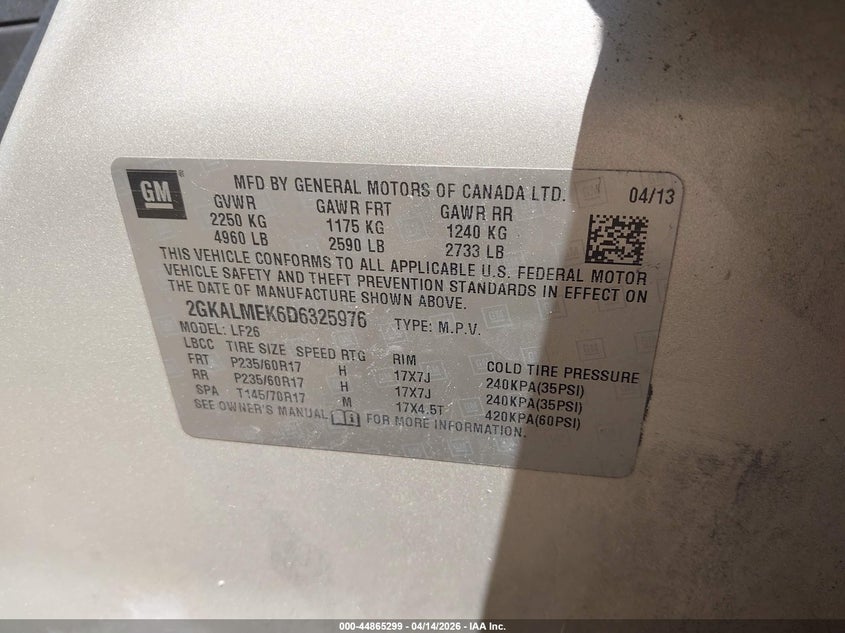 GM ® MFD BY GENERAL MOTORS OF CANADA LTD. 04/13
GVWR GAWR FRT GAWR RR
2250 KG 1175 KG 1240 KG
4960 LB 2590 LB 2733 LB
THIS VEHICLE CONFORMS TO ALL APPLICABLE U.S. FEDERAL MOTOR
VEHICLE SAFETY AND THEFT PREVENTION STANDARDS IN EFFECT ON
THE DATE OF MANUFACTURE SHOWN ABOVE.
2GKALMEK6D6325976 TYPE: M.P.V.
MODEL: LF26
LBCC TIRE SIZE SPEED RTG RIM COLD TIRE PRESSURE
FRT P235/60R17 H 17X7J 240KPA(35PSI)
RR P235/60R17 H 17X7J 240KPA(35PSI)
SPA T145/70R17 M 17X4.5T 420KPA(60PSI)
SEE OWNER'S MANUAL FOR MORE INFORMATION.
000-44865299 - 04/14/2026 - IAA Inc.